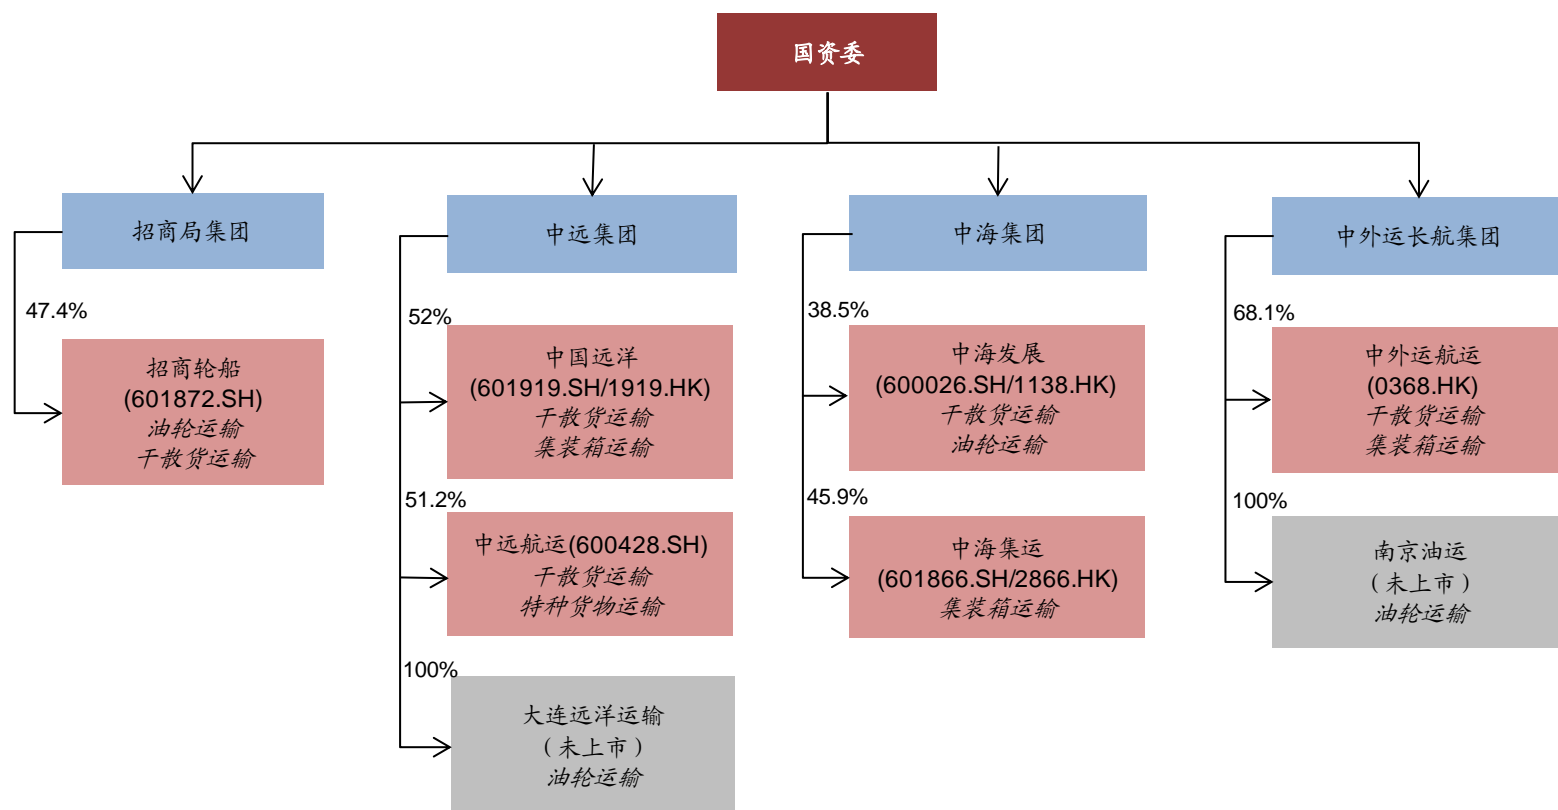 国资委
招商局集团
47.4%
招商轮船
(601872.SH)
油轮运输
干散货运输
中远集团
52%
中国远洋
(601919.SH/1919.HK)
干散货运输
集装箱运输
51.2%
中远航运(600428.SH)
干散货运输
特种货物运输
100%
大连远洋运输
（未上市）
油轮运输
中海集团
38.5%
中海发展
(600026.SH/1138.HK)
干散货运输
油轮运输
45.9%
中海集运
(601866.SH/2866.HK)
集装箱运输
中外运长航集团
68.1%
中外运航运
(0368.HK)
干散货运输
集装箱运输
100%
南京油运
（未上市）
油轮运输